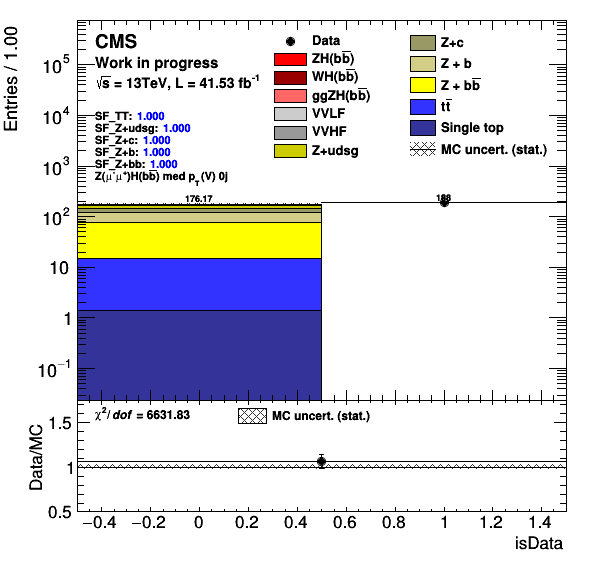 CMS
Work in progress
√s = 13TeV, L = 41.53 fb⁻¹
SF_TT: 1.000
SF_Z+udsg: 1.000
SF_Z+c: 1.000
SF_Z+b: 1.000
SF_Z+bb: 1.000
Z(μ⁻μ⁺)H(bb̅) med p_T(V) 0j
Data
ZH(bb̅)
WH(bb̅)
ggZH(bb̅)
VVLF
VVHF
Z+udsg
Z+c
Z + b
Z + bb̅
tt̅
Single top
MC uncert. (stat.)
Entries / 1.00
10⁵
10⁴
10³
10²
10
1
10⁻¹
176.17
188
χ²/dof = 6631.83
MC uncert. (stat.)
Data/MC
1.5
1
0.5
−0.4 −0.2 0 0.2 0.4 0.6 0.8 1 1.2 1.4
isData